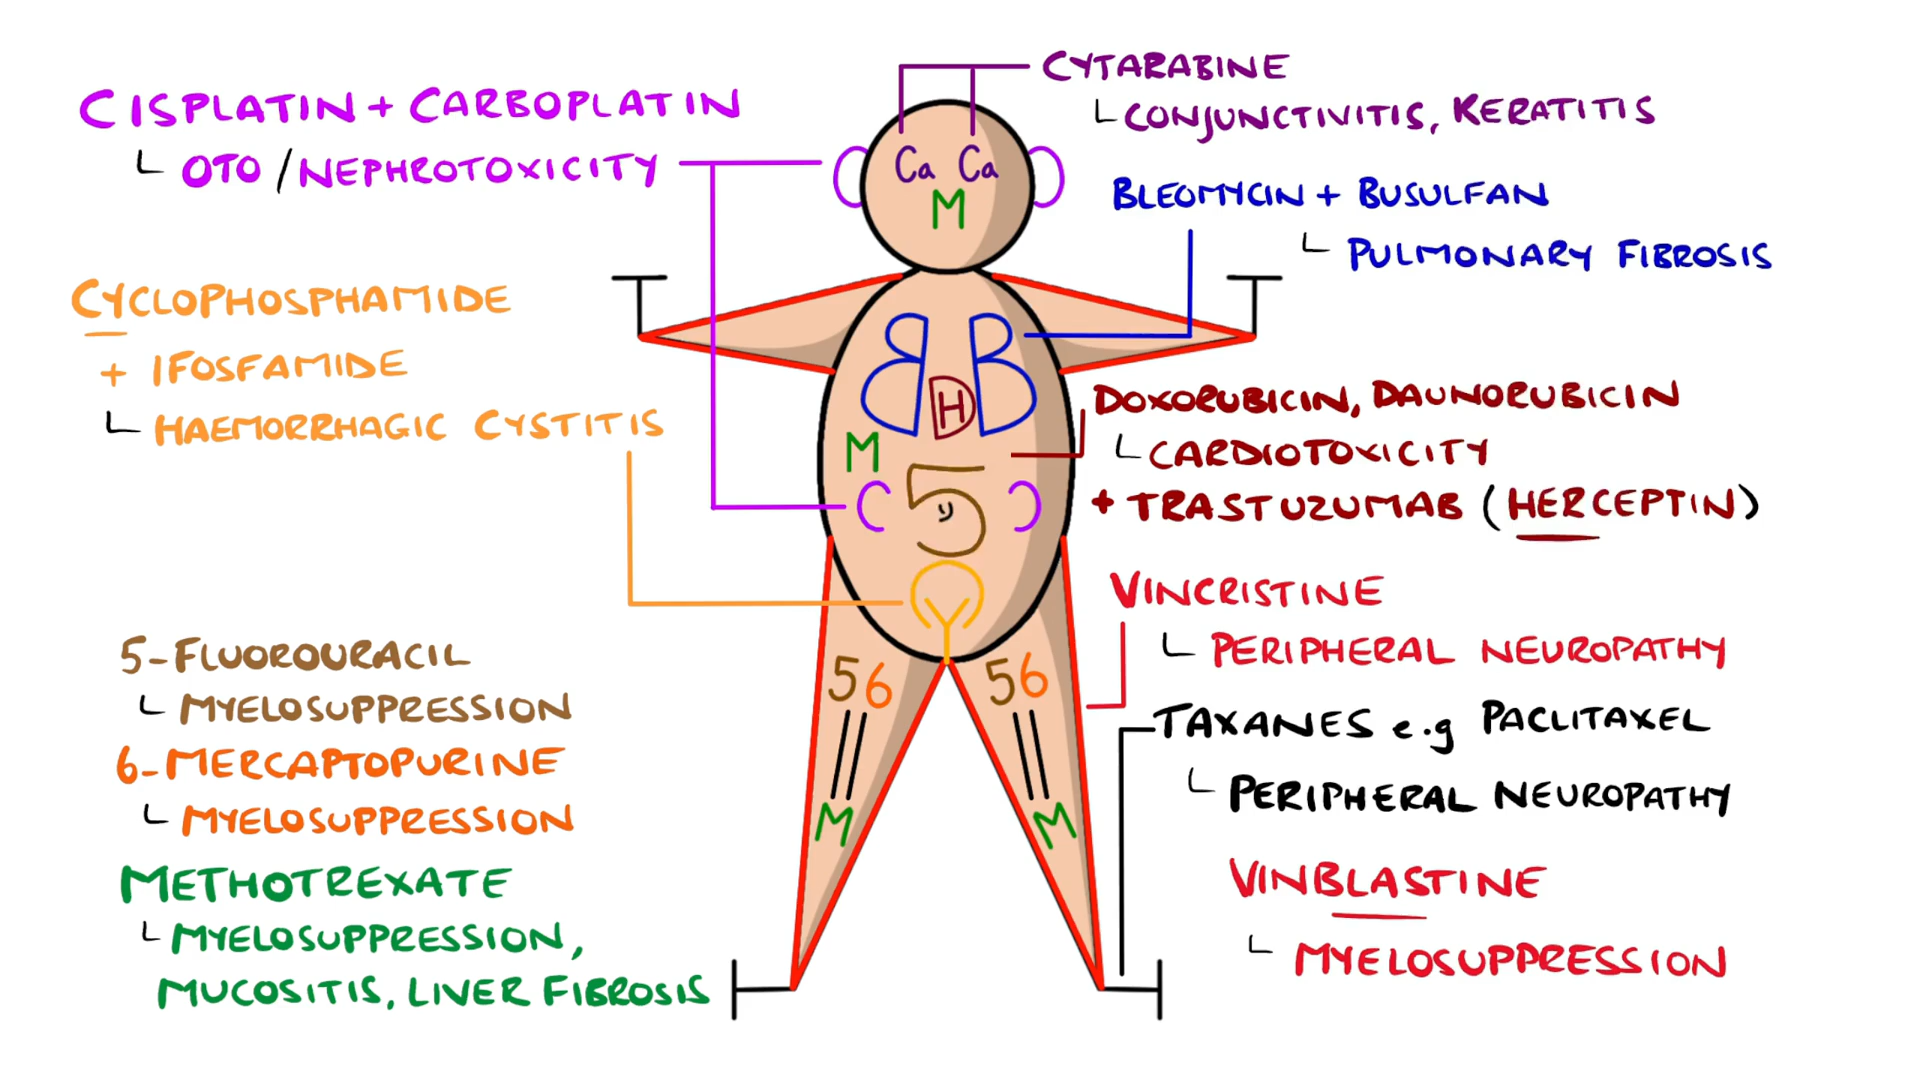 CISPLATIN + CARBOPLATIN
OTO / NEPHROTOXICITY
CYCLOPHOSPHAMIDE
+ IFOSFAMIDE
HAEMORRHAGIC CYSTITIS
5-FLUOROURACIL
MYELOSUPPRESSION
6-MERCAPTOPURINE
MYELOSUPPRESSION
METHOTREXATE
MYELOSUPPRESSION,
MUCOSITIS, LIVER FIBROSIS
Ca Ca
M
B B
H
M
C 5 C
y
Y
56 56
M M
CYTARABINE
CONJUNCTIVITIS, KERATITIS
BLEOMYCIN + BUSULFAN
PULMONARY FIBROSIS
DOXORUBICIN, DAUNORUBICIN
CARDIOTOXICITY
+ TRASTUZUMAB (HERCEPTIN)
VINCRISTINE
PERIPHERAL NEUROPATHY
TAXANES e.g PACLITAXEL
PERIPHERAL NEUROPATHY
VINBLASTINE
MYELOSUPPRESSION